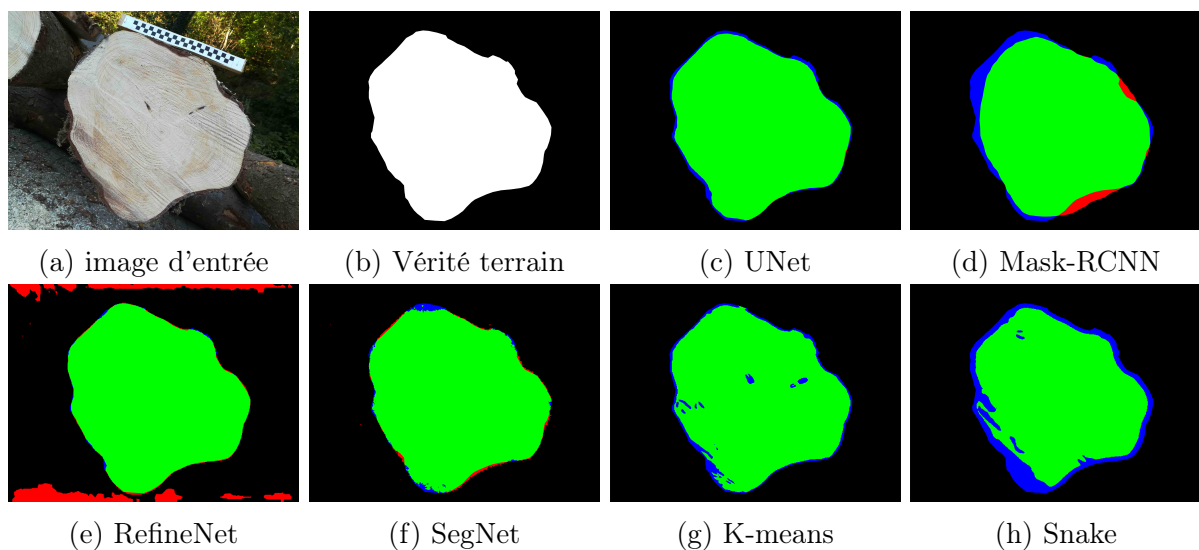 (a) image d'entrée
(b) Vérité terrain
(c) UNet
(d) Mask-RCNN
(e) RefineNet
(f) SegNet
(g) K-means
(h) Snake